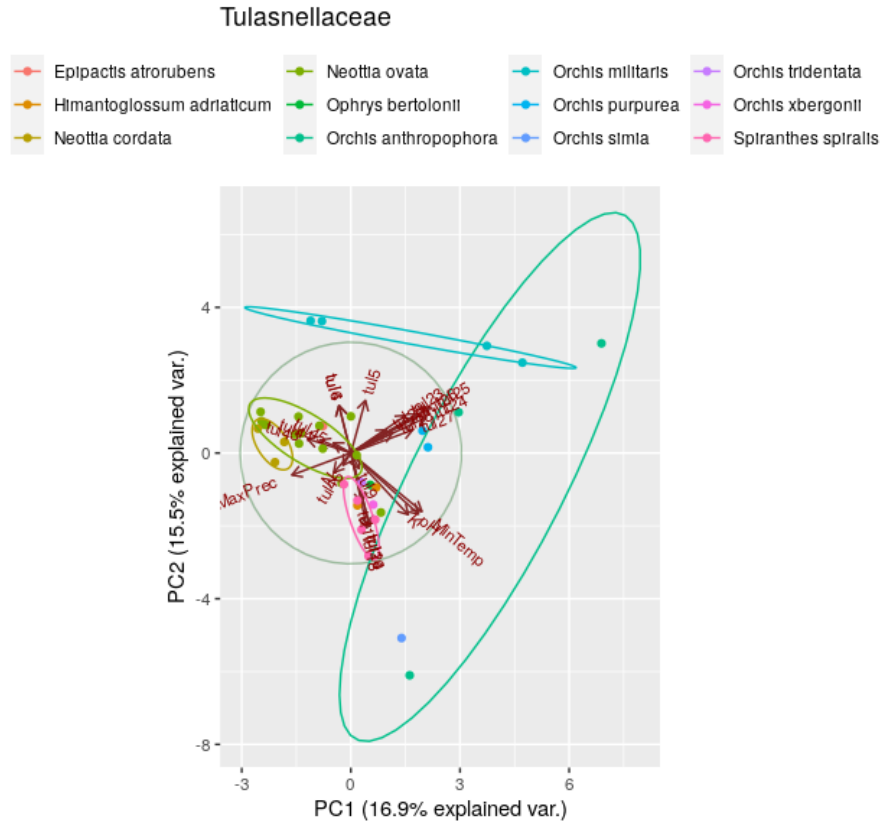 Tulasnellaceae
Epipactis atrorubens
Neottia ovata
Orchis militaris
Orchis tridentata
Himantoglossum adriaticum
Ophrys bertolonii
Orchis purpurea
Orchis xbergonii
Neottia cordata
Orchis anthropophora
Orchis simia
Spiranthes spiralis
4
0
-4
-8
PC2 (15.5% explained var.)
tul5
MaxPrec
MinTemp
-3
0
3
6
PC1 (16.9% explained var.)